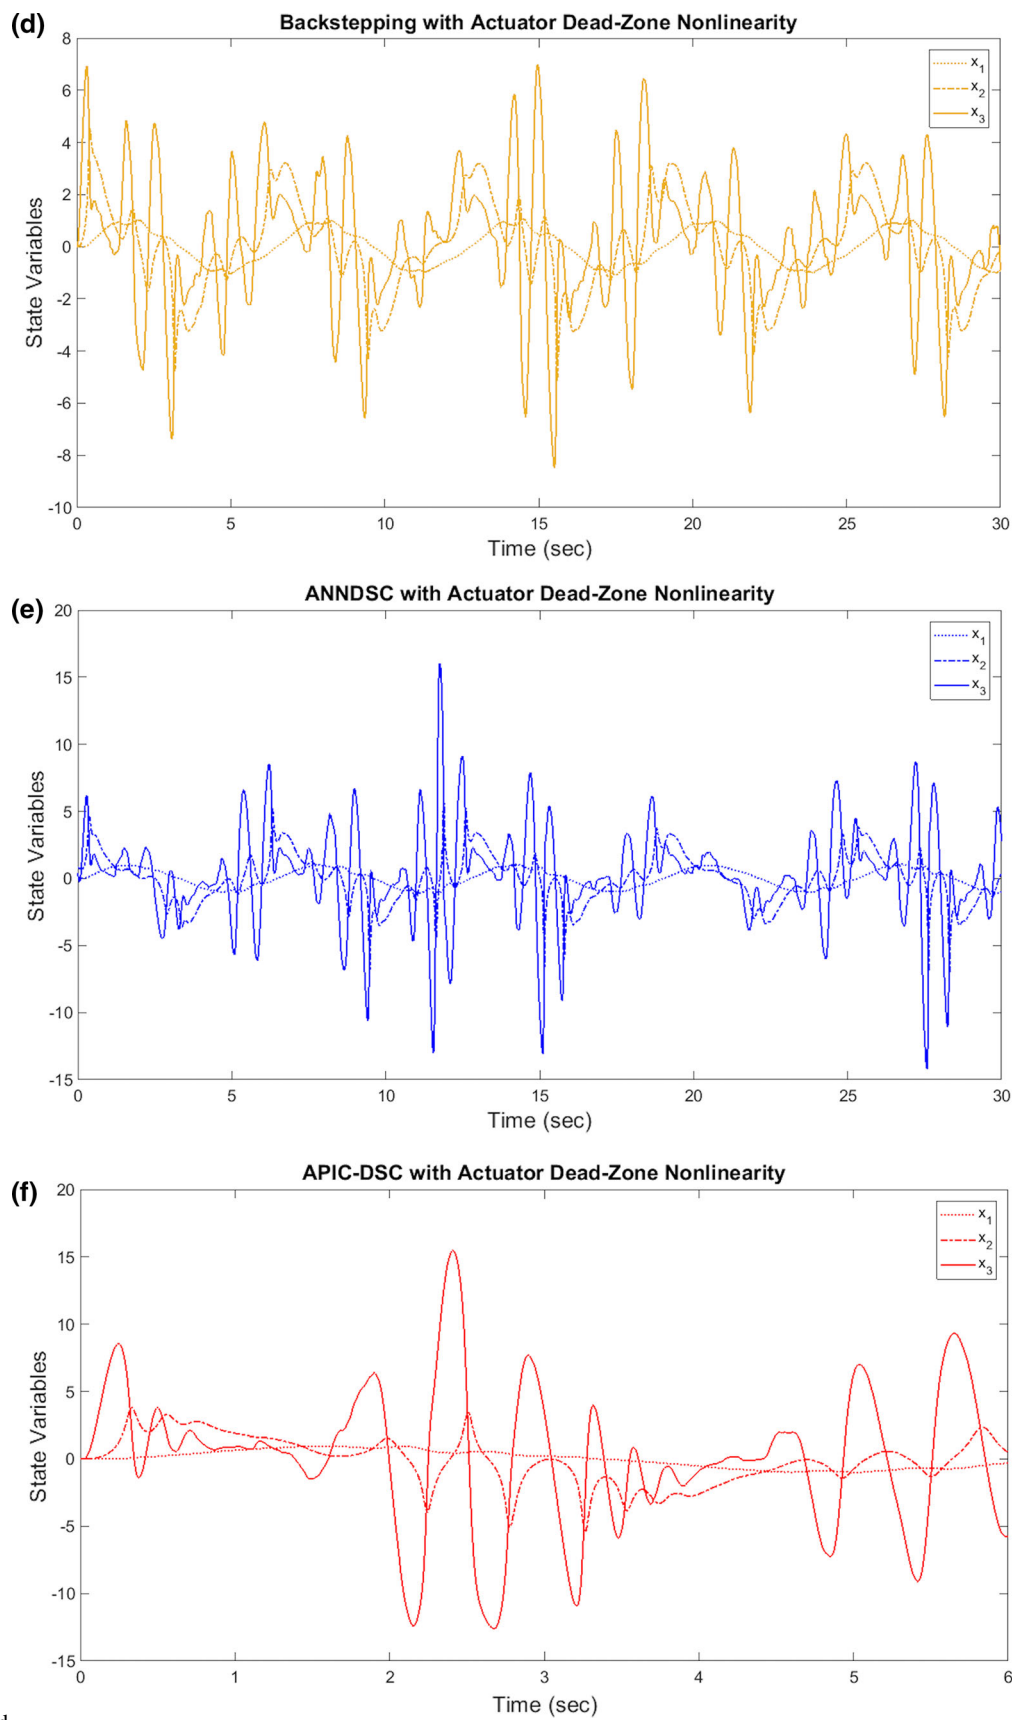 (d)
Backstepping with Actuator Dead-Zone Nonlinearity
8
6
4
2
0
-2
-4
-6
-8
-10
State Variables
x1
x2
x3
0 5 10 15 20 25 30
Time (sec)
(e)
ANNDSC with Actuator Dead-Zone Nonlinearity
20
15
10
5
0
-5
-10
-15
State Variables
x1
x2
x3
0 5 10 15 20 25 30
Time (sec)
(f)
APIC-DSC with Actuator Dead-Zone Nonlinearity
20
15
10
5
0
-5
-10
-15
State Variables
x1
x2
x3
0 1 2 3 4 5 6
Time (sec)